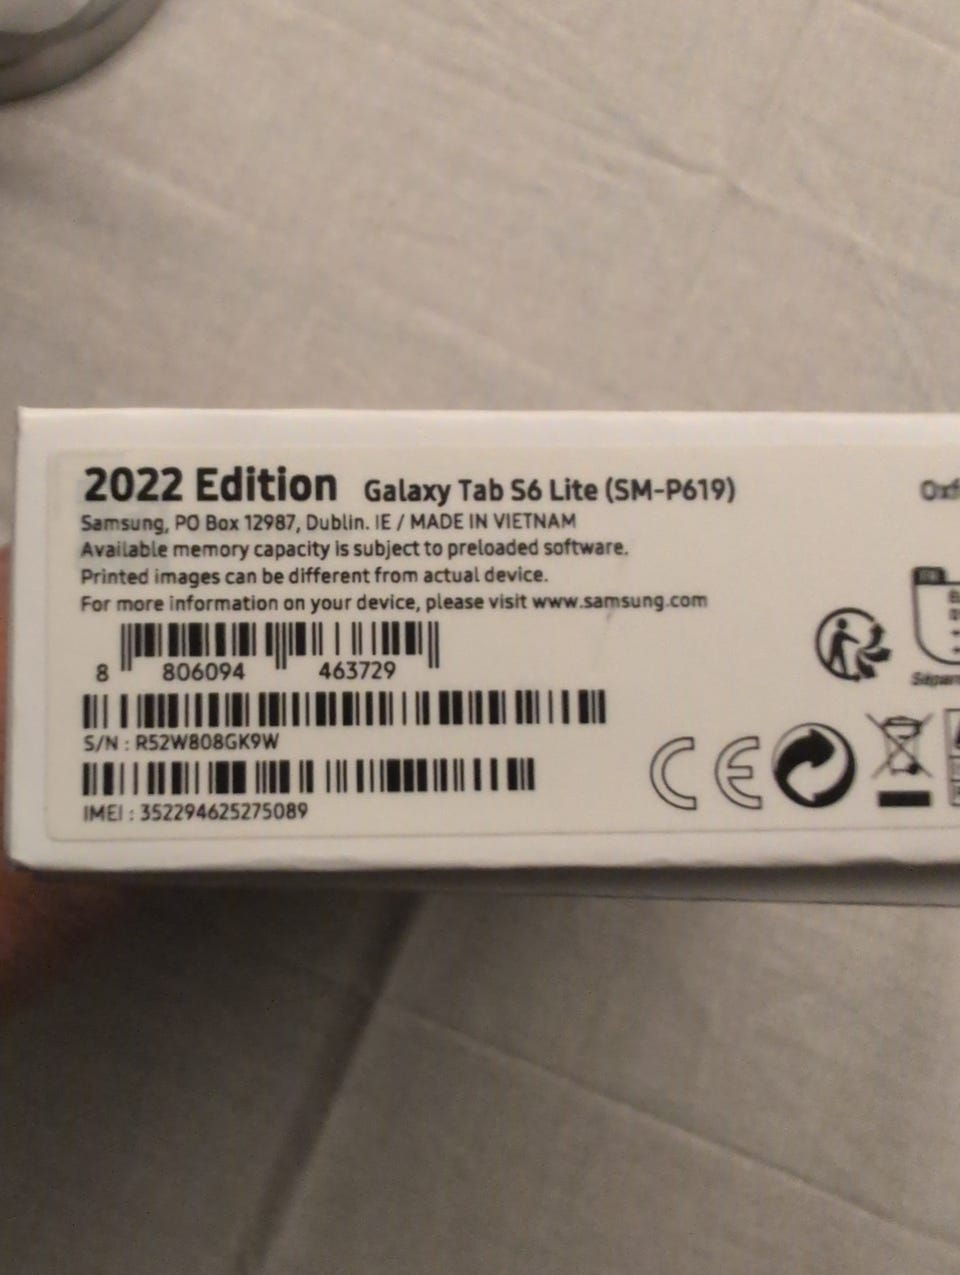 2022 Edition Galaxy Tab S6 Lite (SM-P619)
Samsung, PO Box 12987, Dublin. IE / MADE IN VIETNAM
Available memory capacity is subject to preloaded software.
Printed images can be different from actual device.
For more information on your device, please visit www.samsung.com
8 806094 463729
S/N : R52W808GK9W
IMEI : 352294625275089
CE